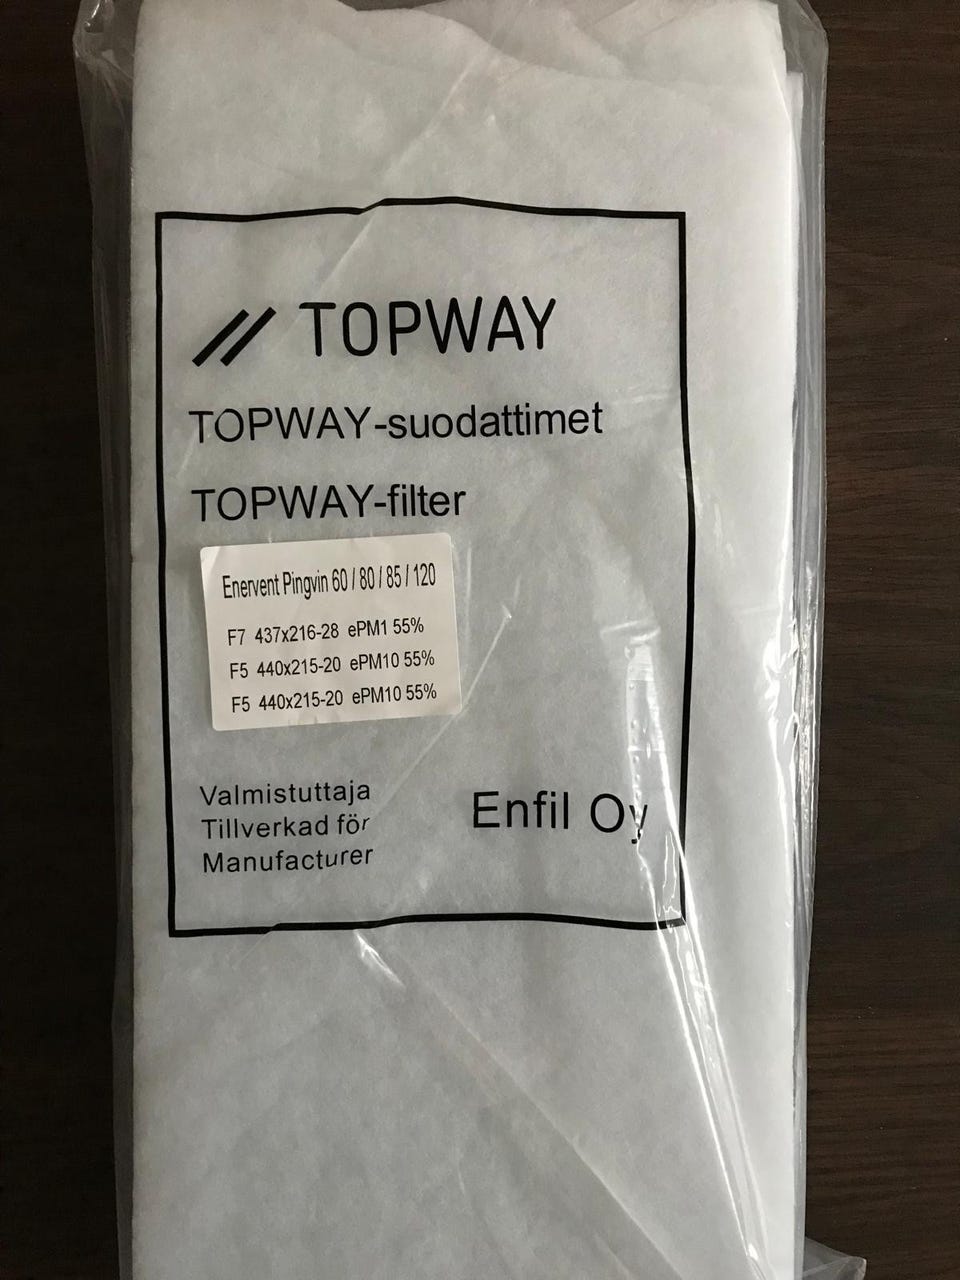 TOPWAY
TOPWAY-suodattimet
TOPWAY-filter
Enervent Pingvin 60 / 80 / 85 / 120
F7 437x216-28 ePM1 55%
F5 440x215-20 ePM10 55%
F5 440x215-20 ePM10 55%
Valmistuttaja
Tillverkad för
Manufacturer
Enfil Oy